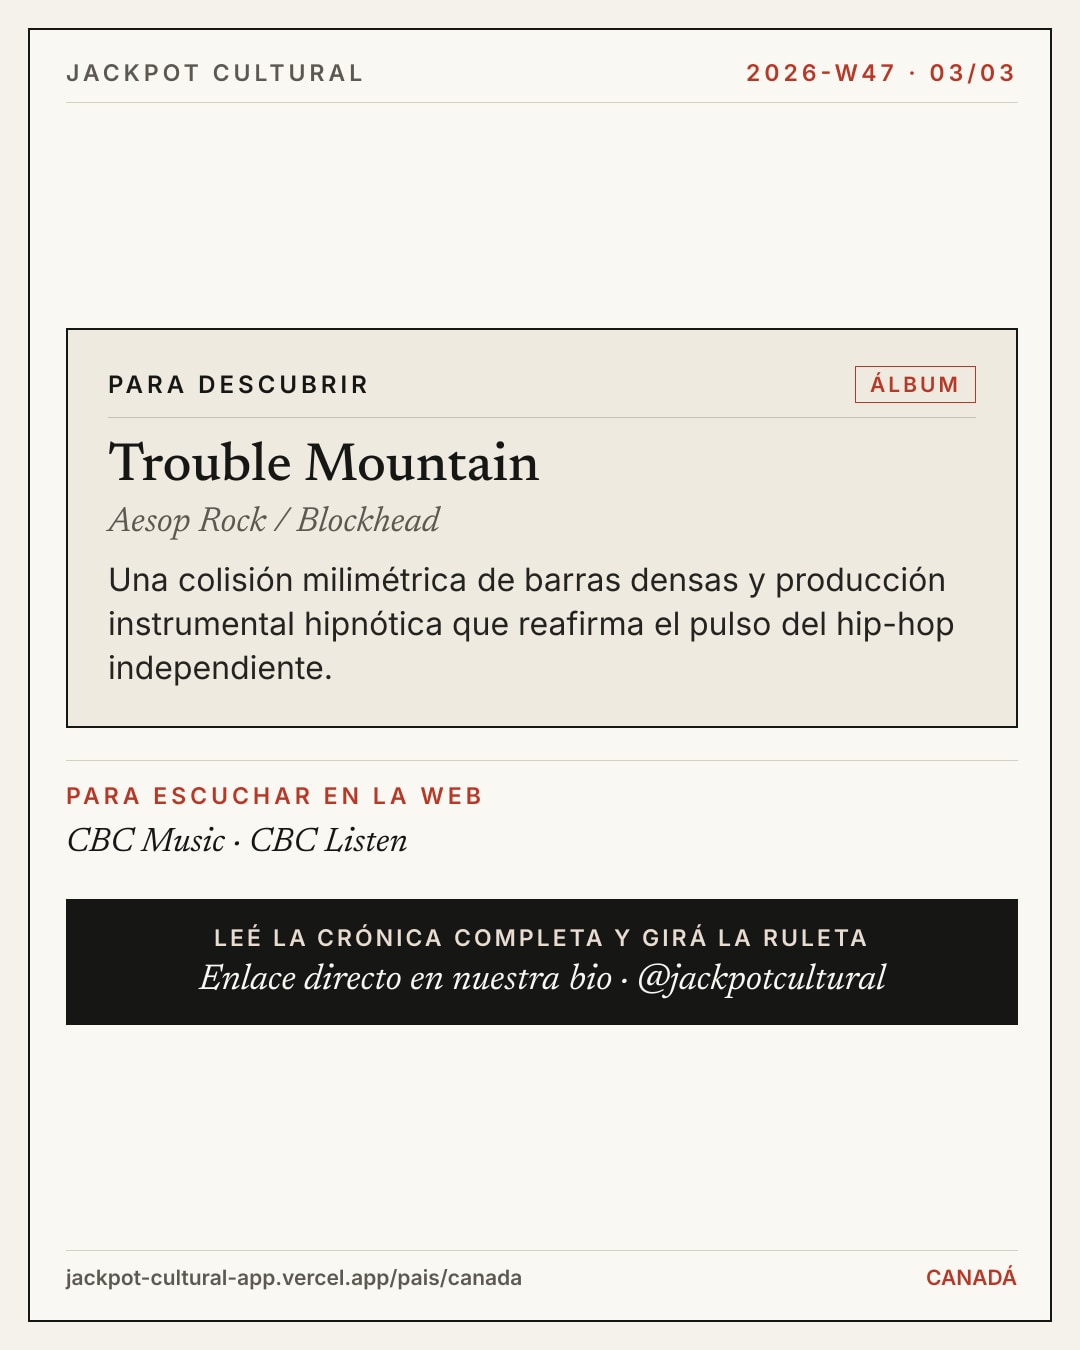 JACKPOT CULTURAL
2026-W47 · 03/03
PARA DESCUBRIR
ÁLBUM
Trouble Mountain
Aesop Rock / Blockhead
Una colisión milimétrica de barras densas y producción
instrumental hipnótica que reafirma el pulso del hip-hop
independiente.
PARA ESCUCHAR EN LA WEB
CBC Music · CBC Listen
LEÉ LA CRÓNICA COMPLETA Y GIRÁ LA RULETA
Enlace directo en nuestra bio · @jackpotcultural
jackpot-cultural-app.vercel.app/pais/canada
CANADÁ